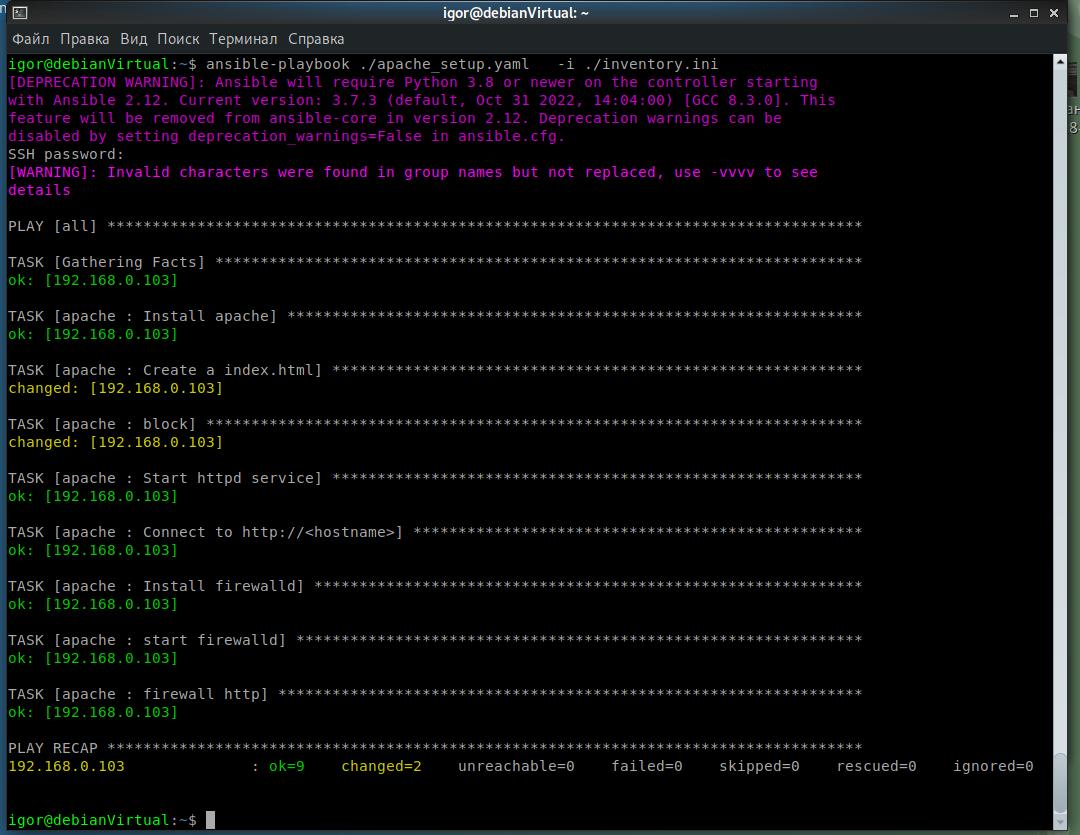 igor@debianVirtual: ~
Файл Правка Вид Поиск Терминал Справка
igor@debianVirtual:~$ ansible-playbook ./apache_setup.yaml   -i ./inventory.ini
[DEPRECATION WARNING]: Ansible will require Python 3.8 or newer on the controller starting
with Ansible 2.12. Current version: 3.7.3 (default, Oct 31 2022, 14:04:00) [GCC 8.3.0]. This
feature will be removed from ansible-core in version 2.12. Deprecation warnings can be
disabled by setting deprecation_warnings=False in ansible.cfg.
SSH password:
[WARNING]: Invalid characters were found in group names but not replaced, use -vvvv to see
details
PLAY [all] ************************************************************************************
TASK [Gathering Facts] ************************************************************************
ok: [192.168.0.103]
TASK [apache : Install apache] ****************************************************************
ok: [192.168.0.103]
TASK [apache : Create a index.html] ***********************************************************
changed: [192.168.0.103]
TASK [apache : block] *************************************************************************
changed: [192.168.0.103]
TASK [apache : Start httpd service] ***********************************************************
ok: [192.168.0.103]
TASK [apache : Connect to http://<hostname>] **************************************************
ok: [192.168.0.103]
TASK [apache : Install firewalld] *************************************************************
ok: [192.168.0.103]
TASK [apache : start firewalld] ***************************************************************
ok: [192.168.0.103]
TASK [apache : firewall http] *****************************************************************
ok: [192.168.0.103]
PLAY RECAP ************************************************************************************
192.168.0.103              : ok=9    changed=2    unreachable=0    failed=0    skipped=0    rescued=0    ignored=0
igor@debianVirtual:~$